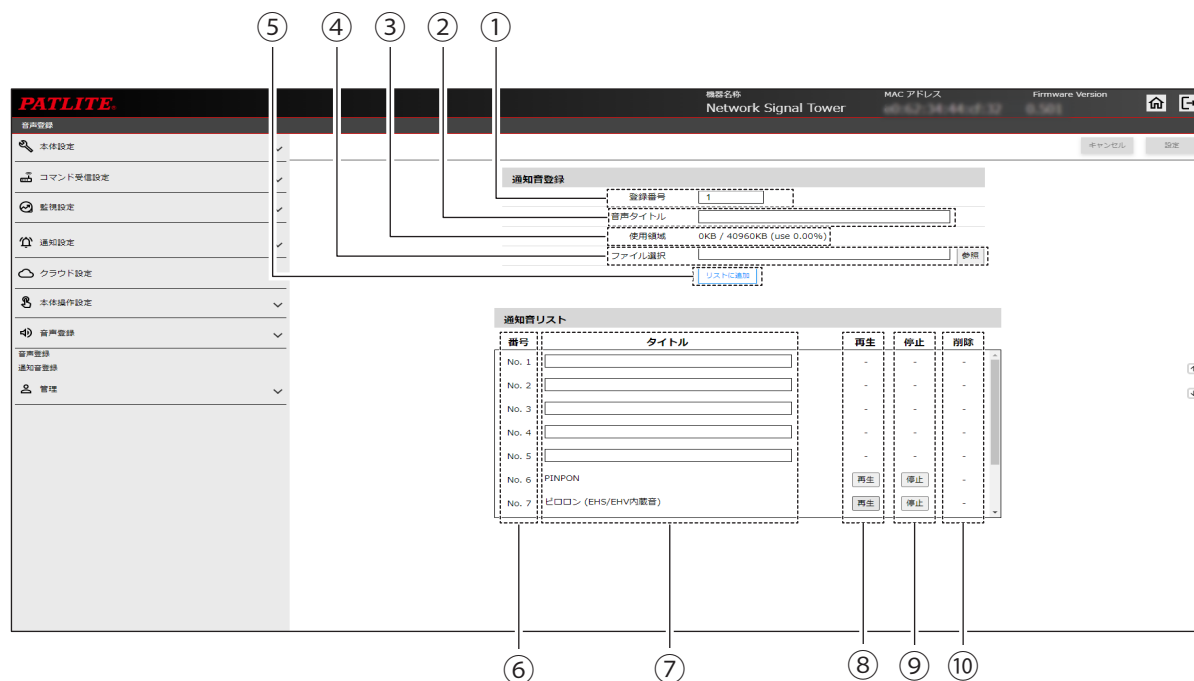 ⑤ ④ ③ ② ①
PATLITE.
機器名称
Network Signal Tower
MAC アドレス
Firmware Version
音声登録
本体設定
コマンド受信設定
監視設定
通知設定
クラウド設定
本体操作設定
音声登録
音声登録
通知音登録
管理
キャンセル 設定
通知音登録
登録番号 1
音声タイトル
使用領域 0KB / 40960KB (use 0.00%)
ファイル選択 参照
リストに追加
通知音リスト
番号 タイトル 再生 停止 削除
No. 1 - - -
No. 2 - - -
No. 3 - - -
No. 4 - - -
No. 5 - - -
No. 6 PINPON 再生 停止 -
No. 7 ピロロン (EHS/EHV内蔵音) 再生 停止 -
⑥ ⑦ ⑧ ⑨ ⑩